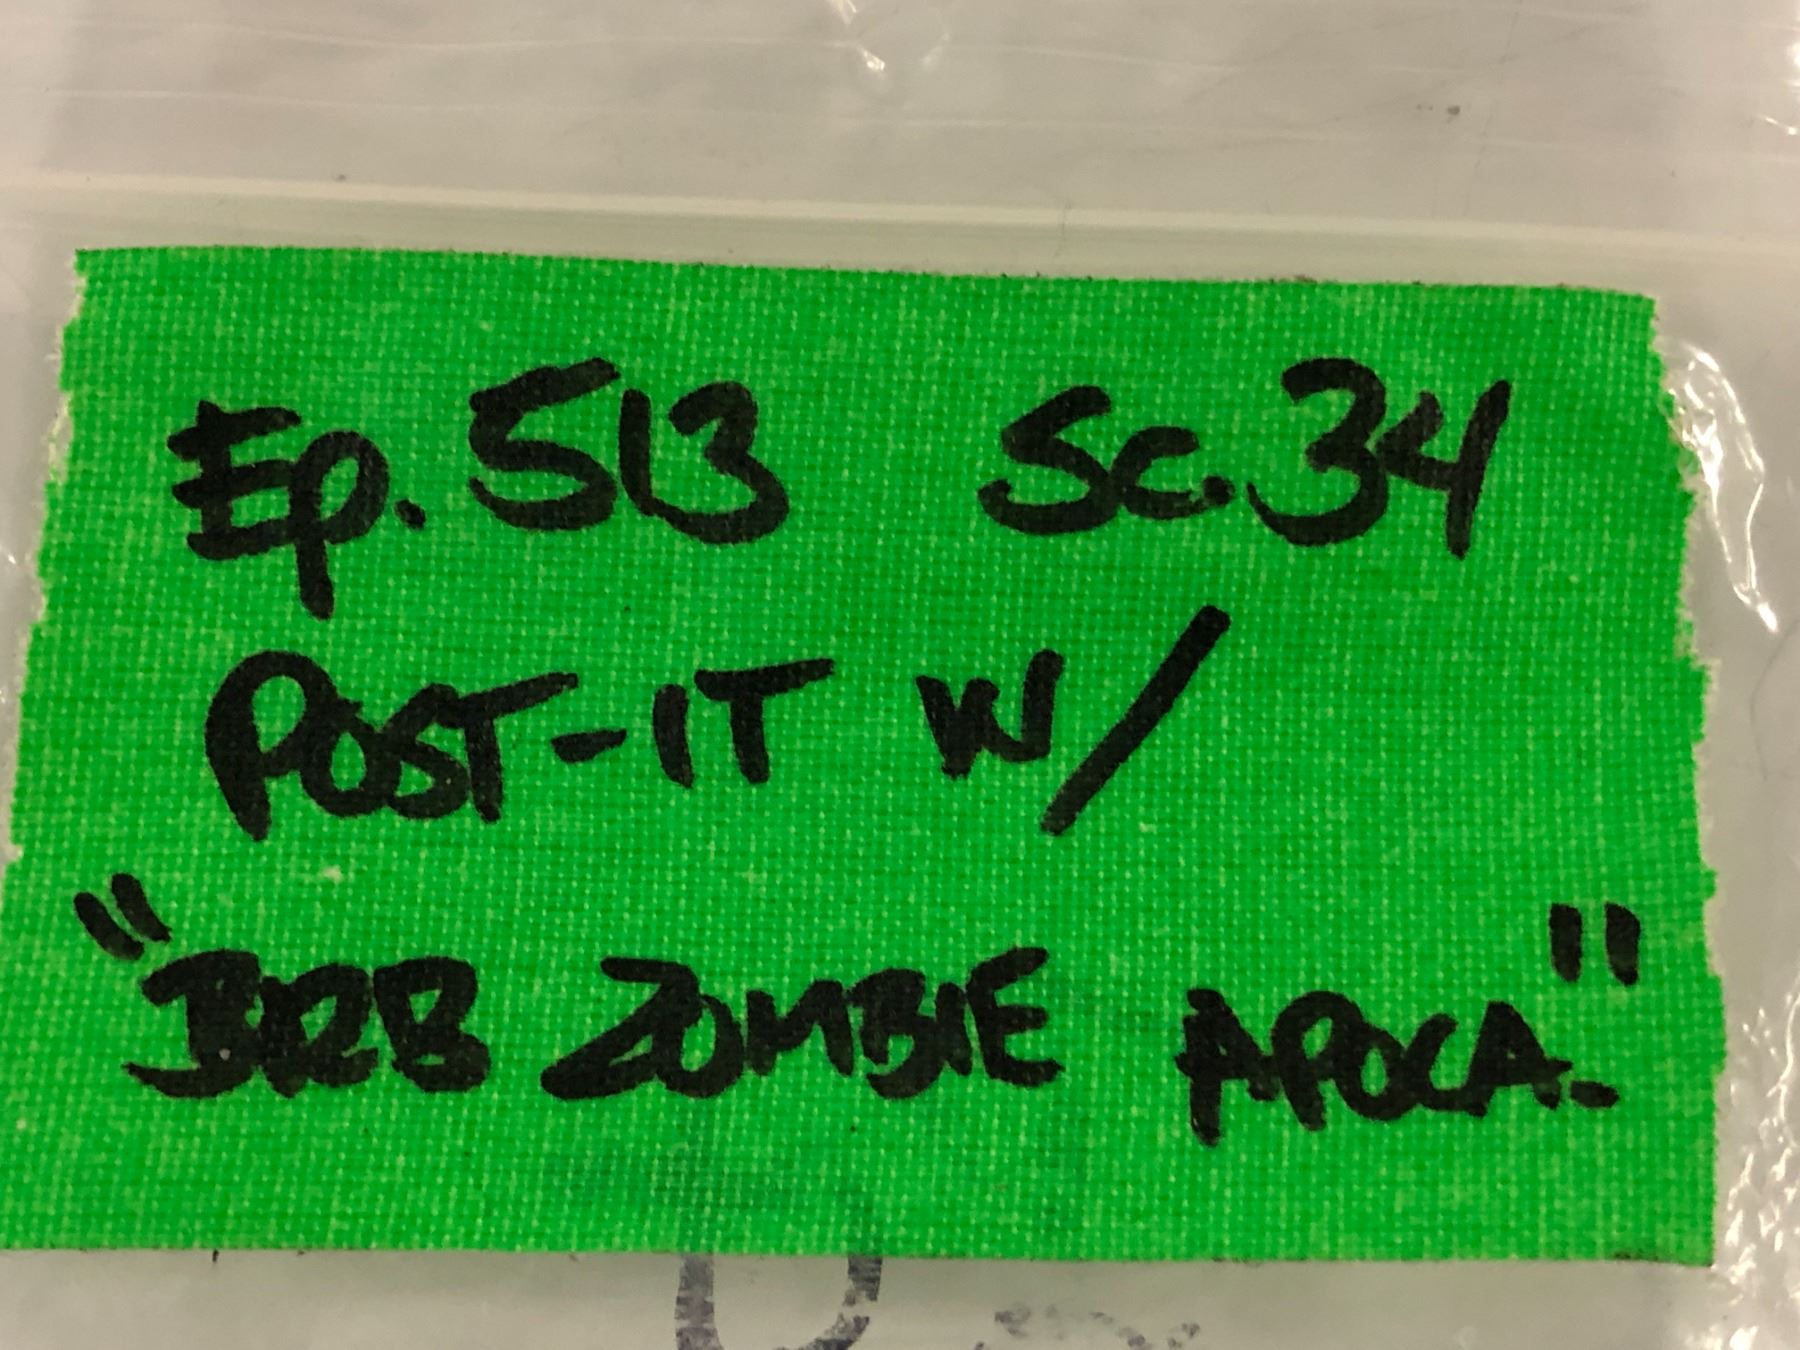 Ep. 513 Sc. 34
POST-IT W/
"BRB ZOMBIE APOCA."